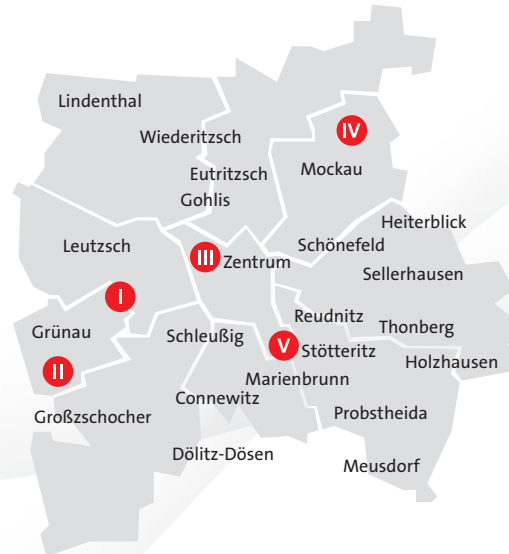 Lindenthal
Wiederitzsch
IV
Eutritzsch
Mockau
Gohlis
Heiterblick
Leutzsch
Schönefeld
III
Zentrum
Sellerhausen
I
Reudnitz
Thonberg
Grünau
Schleußig
V
Stötteritz
Holzhausen
II
Marienbrunn
Connewitz
Großzschocher
Probstheida
Dölitz-Dösen
Meusdorf